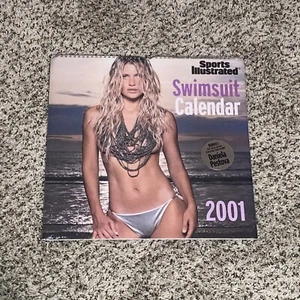 Sports
Illustrated
Swimsuit
Calendar
Daniela
Pestova
2001